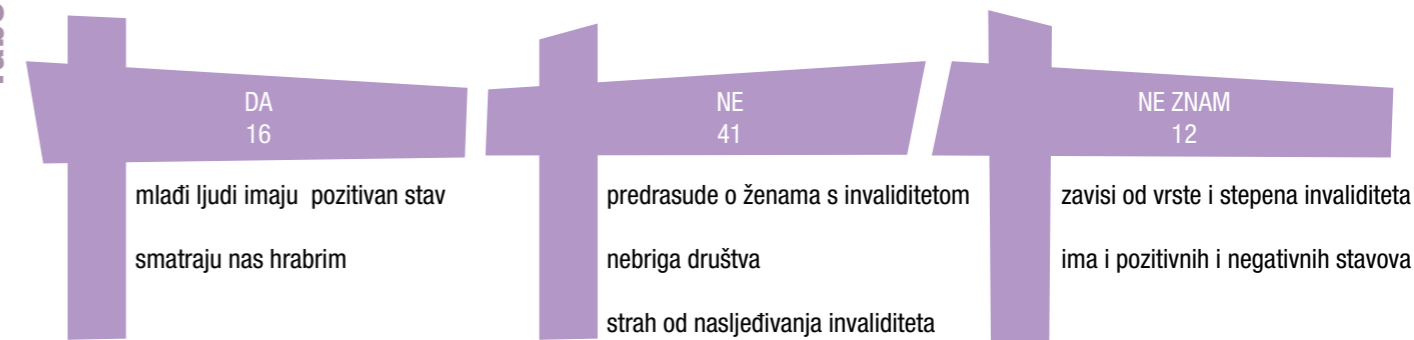 DA
16
mlađi ljudi imaju pozitivan stav
smatraju nas hrabrim
NE
41
predrasude o ženama s invaliditetom
nebriga društva
strah od nasljeđivanja invaliditeta
NE ZNAM
12
zavisi od vrste i stepena invaliditeta
ima i pozitivnih i negativnih stavova